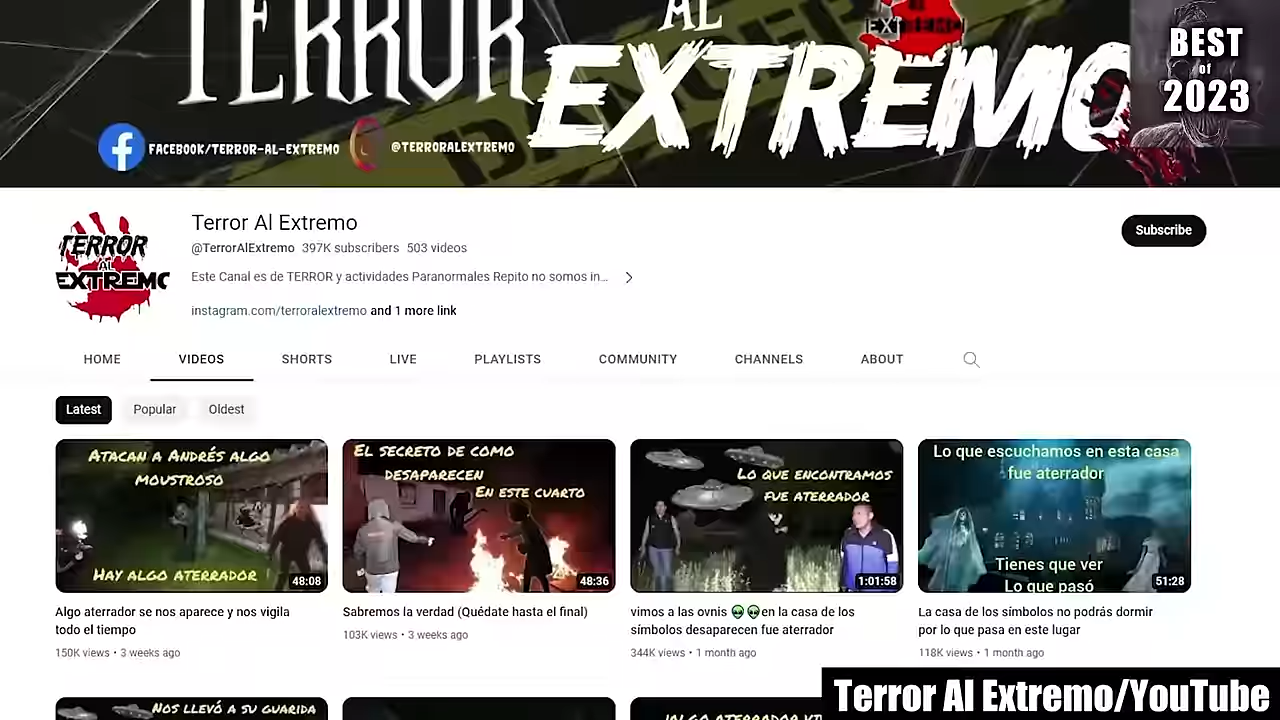 TERROR
AL
EXTREMO
EXTREMO
BEST
of
2023
FACEBOOK/TERROR-AL-EXTREMO
@TERRORALEXTREMO
TERROR
AL
EXTREMO
Terror Al Extremo
@TerrorAlExtremo 397K subscribers 503 videos
Este Canal es de TERROR y actividades Paranormales Repito no somos in...
instagram.com/terroralextremo and 1 more link
Subscribe
HOME VIDEOS SHORTS LIVE PLAYLISTS COMMUNITY CHANNELS ABOUT
Latest Popular Oldest
ATACAN A ANDRÉS ALGO
MOUSTROSO
HAY ALGO ATERRADOR
48:08
Algo aterrador se nos aparece y nos vigila
todo el tiempo
150K views • 3 weeks ago
EL SECRETO DE COMO
DESAPARECEN
EN ESTE CUARTO
48:36
Sabremos la verdad (Quédate hasta el final)
103K views • 3 weeks ago
LO QUE ENCONTRAMOS
FUE ATERRADOR
1:01:58
vimos a las ovnis 👽👽en la casa de los
símbolos desaparecen fue aterrador
344K views • 1 month ago
Lo que escuchamos en esta casa
fue aterrador
Tienes que ver
Lo que pasó
51:28
La casa de los símbolos no podrás dormir
por lo que pasa en este lugar
118K views • 1 month ago
NOS LLEVÓ A SU GUARIDA
ALGO ATERRADOR
Terror Al Extremo/YouTube